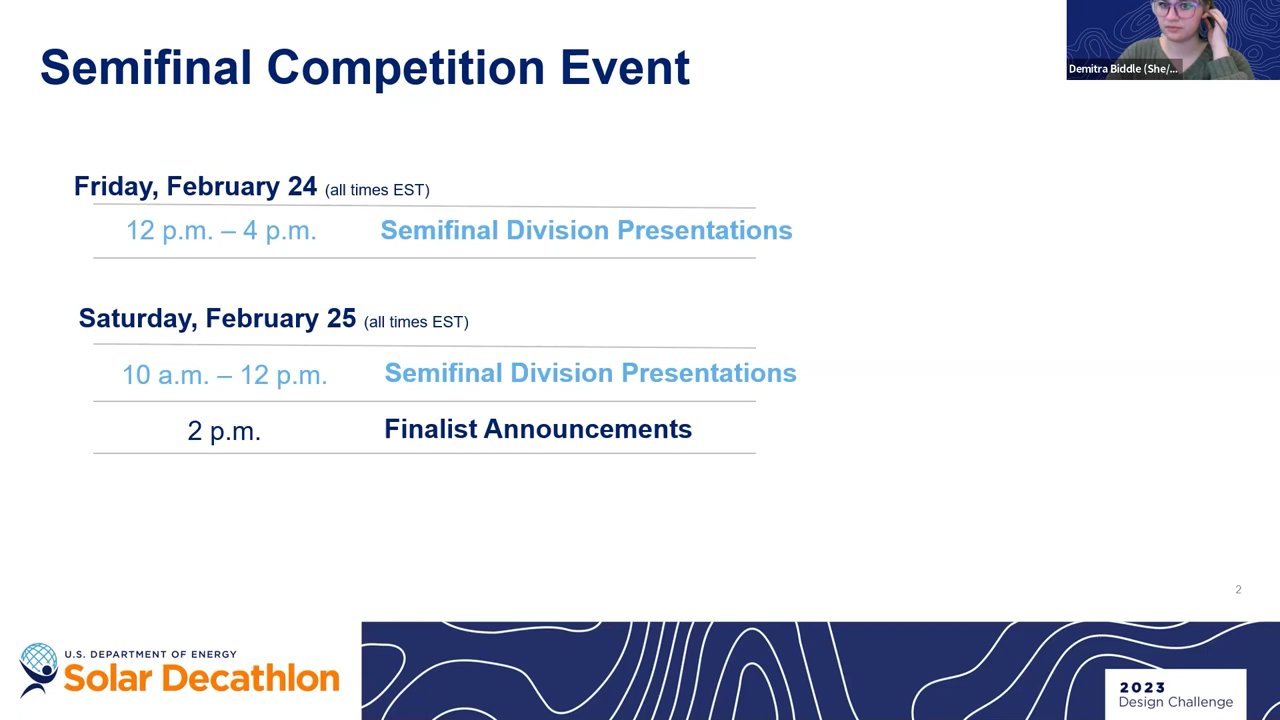 Semifinal Competition Event
Demitra Biddle (She/...
Friday, February 24 (all times EST)
12 p.m. – 4 p.m. Semifinal Division Presentations
Saturday, February 25 (all times EST)
10 a.m. – 12 p.m. Semifinal Division Presentations
2 p.m. Finalist Announcements
2
U.S. DEPARTMENT OF ENERGY
Solar Decathlon
2023
Design Challenge